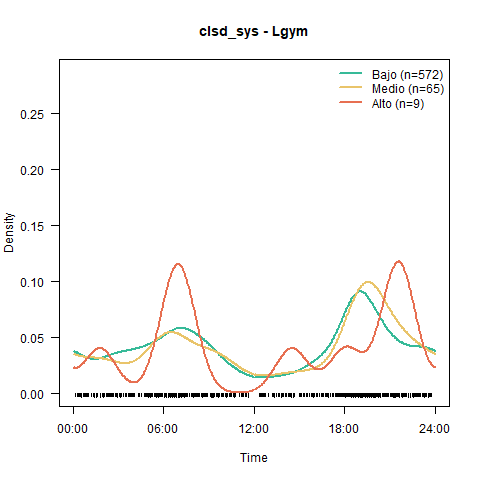 clsd_sys - Lgym
Bajo (n=572)
Medio (n=65)
Alto (n=9)
Density
0.25
0.20
0.15
0.10
0.05
0.00
00:00 06:00 12:00 18:00 24:00
Time